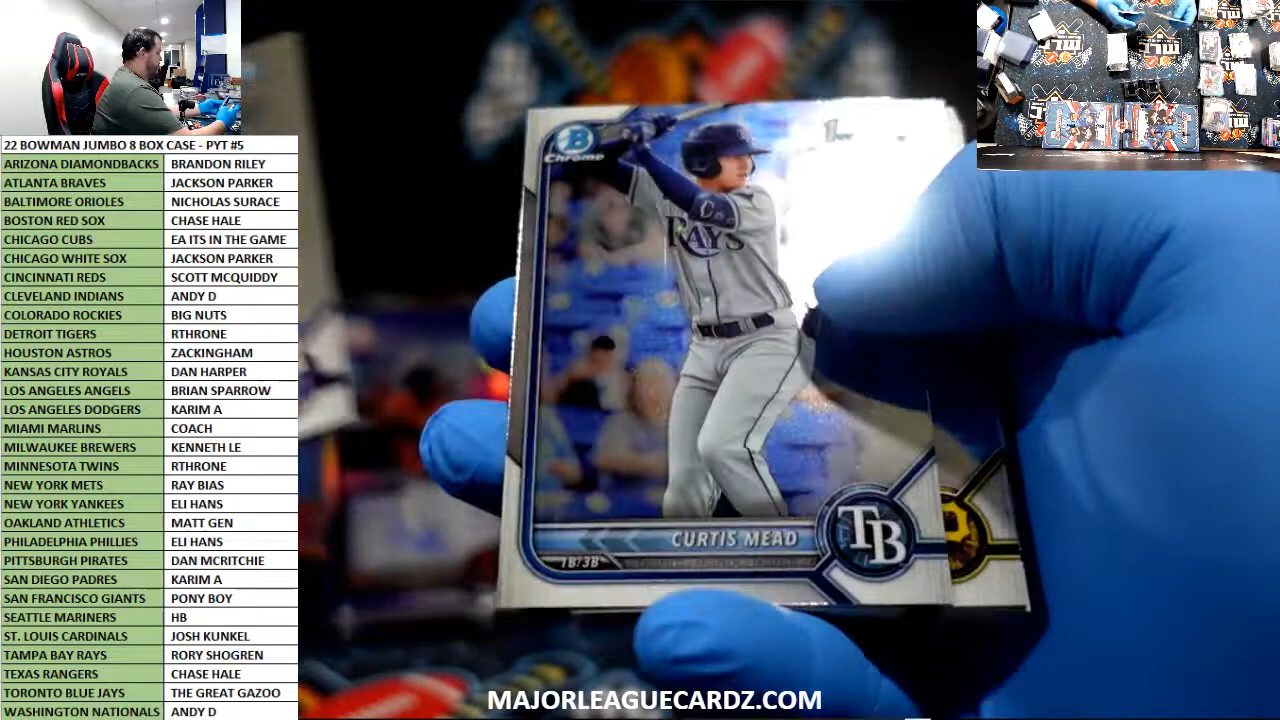 22 BOWMAN JUMBO 8 BOX CASE - PYT #5
ARIZONA DIAMONDBACKS BRANDON RILEY
ATLANTA BRAVES JACKSON PARKER
BALTIMORE ORIOLES NICHOLAS SURACE
BOSTON RED SOX CHASE HALE
CHICAGO CUBS EA ITS IN THE GAME
CHICAGO WHITE SOX JACKSON PARKER
CINCINNATI REDS SCOTT MCQUIDDY
CLEVELAND INDIANS ANDY D
COLORADO ROCKIES BIG NUTS
DETROIT TIGERS RTHRONE
HOUSTON ASTROS ZACKINGHAM
KANSAS CITY ROYALS DAN HARPER
LOS ANGELES ANGELS BRIAN SPARROW
LOS ANGELES DODGERS KARIM A
MIAMI MARLINS COACH
MILWAUKEE BREWERS KENNETH LE
MINNESOTA TWINS RTHRONE
NEW YORK METS RAY BIAS
NEW YORK YANKEES ELI HANS
OAKLAND ATHLETICS MATT GEN
PHILADELPHIA PHILLIES ELI HANS
PITTSBURGH PIRATES DAN MCRITCHIE
SAN DIEGO PADRES KARIM A
SAN FRANCISCO GIANTS PONY BOY
SEATTLE MARINERS HB
ST. LOUIS CARDINALS JOSH KUNKEL
TAMPA BAY RAYS RORY SHOGREN
TEXAS RANGERS CHASE HALE
TORONTO BLUE JAYS THE GREAT GAZOO
WASHINGTON NATIONALS ANDY D
B
Chrome
1st
RAYS
CURTIS MEAD
1B/3B
TB
P
MAJORLEAGUECARDZ.COM